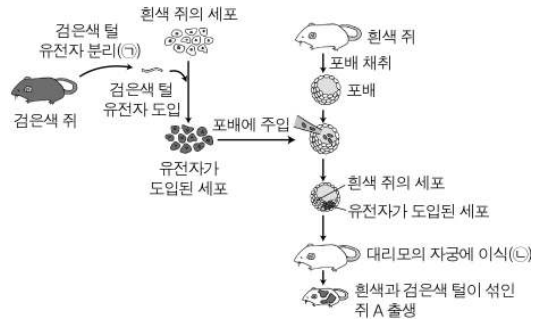 흰색 쥐의 세포
검은색 털
유전자 분리(㉠)
검은색 쥐
검은색 털
유전자 도입
유전자가
도입된 세포
포배에 주입
흰색 쥐
포배 채취
포배
흰색 쥐의 세포
유전자가 도입된 세포
대리모의 자궁에 이식(㉡)
흰색과 검은색 털이 섞인
쥐 A 출생